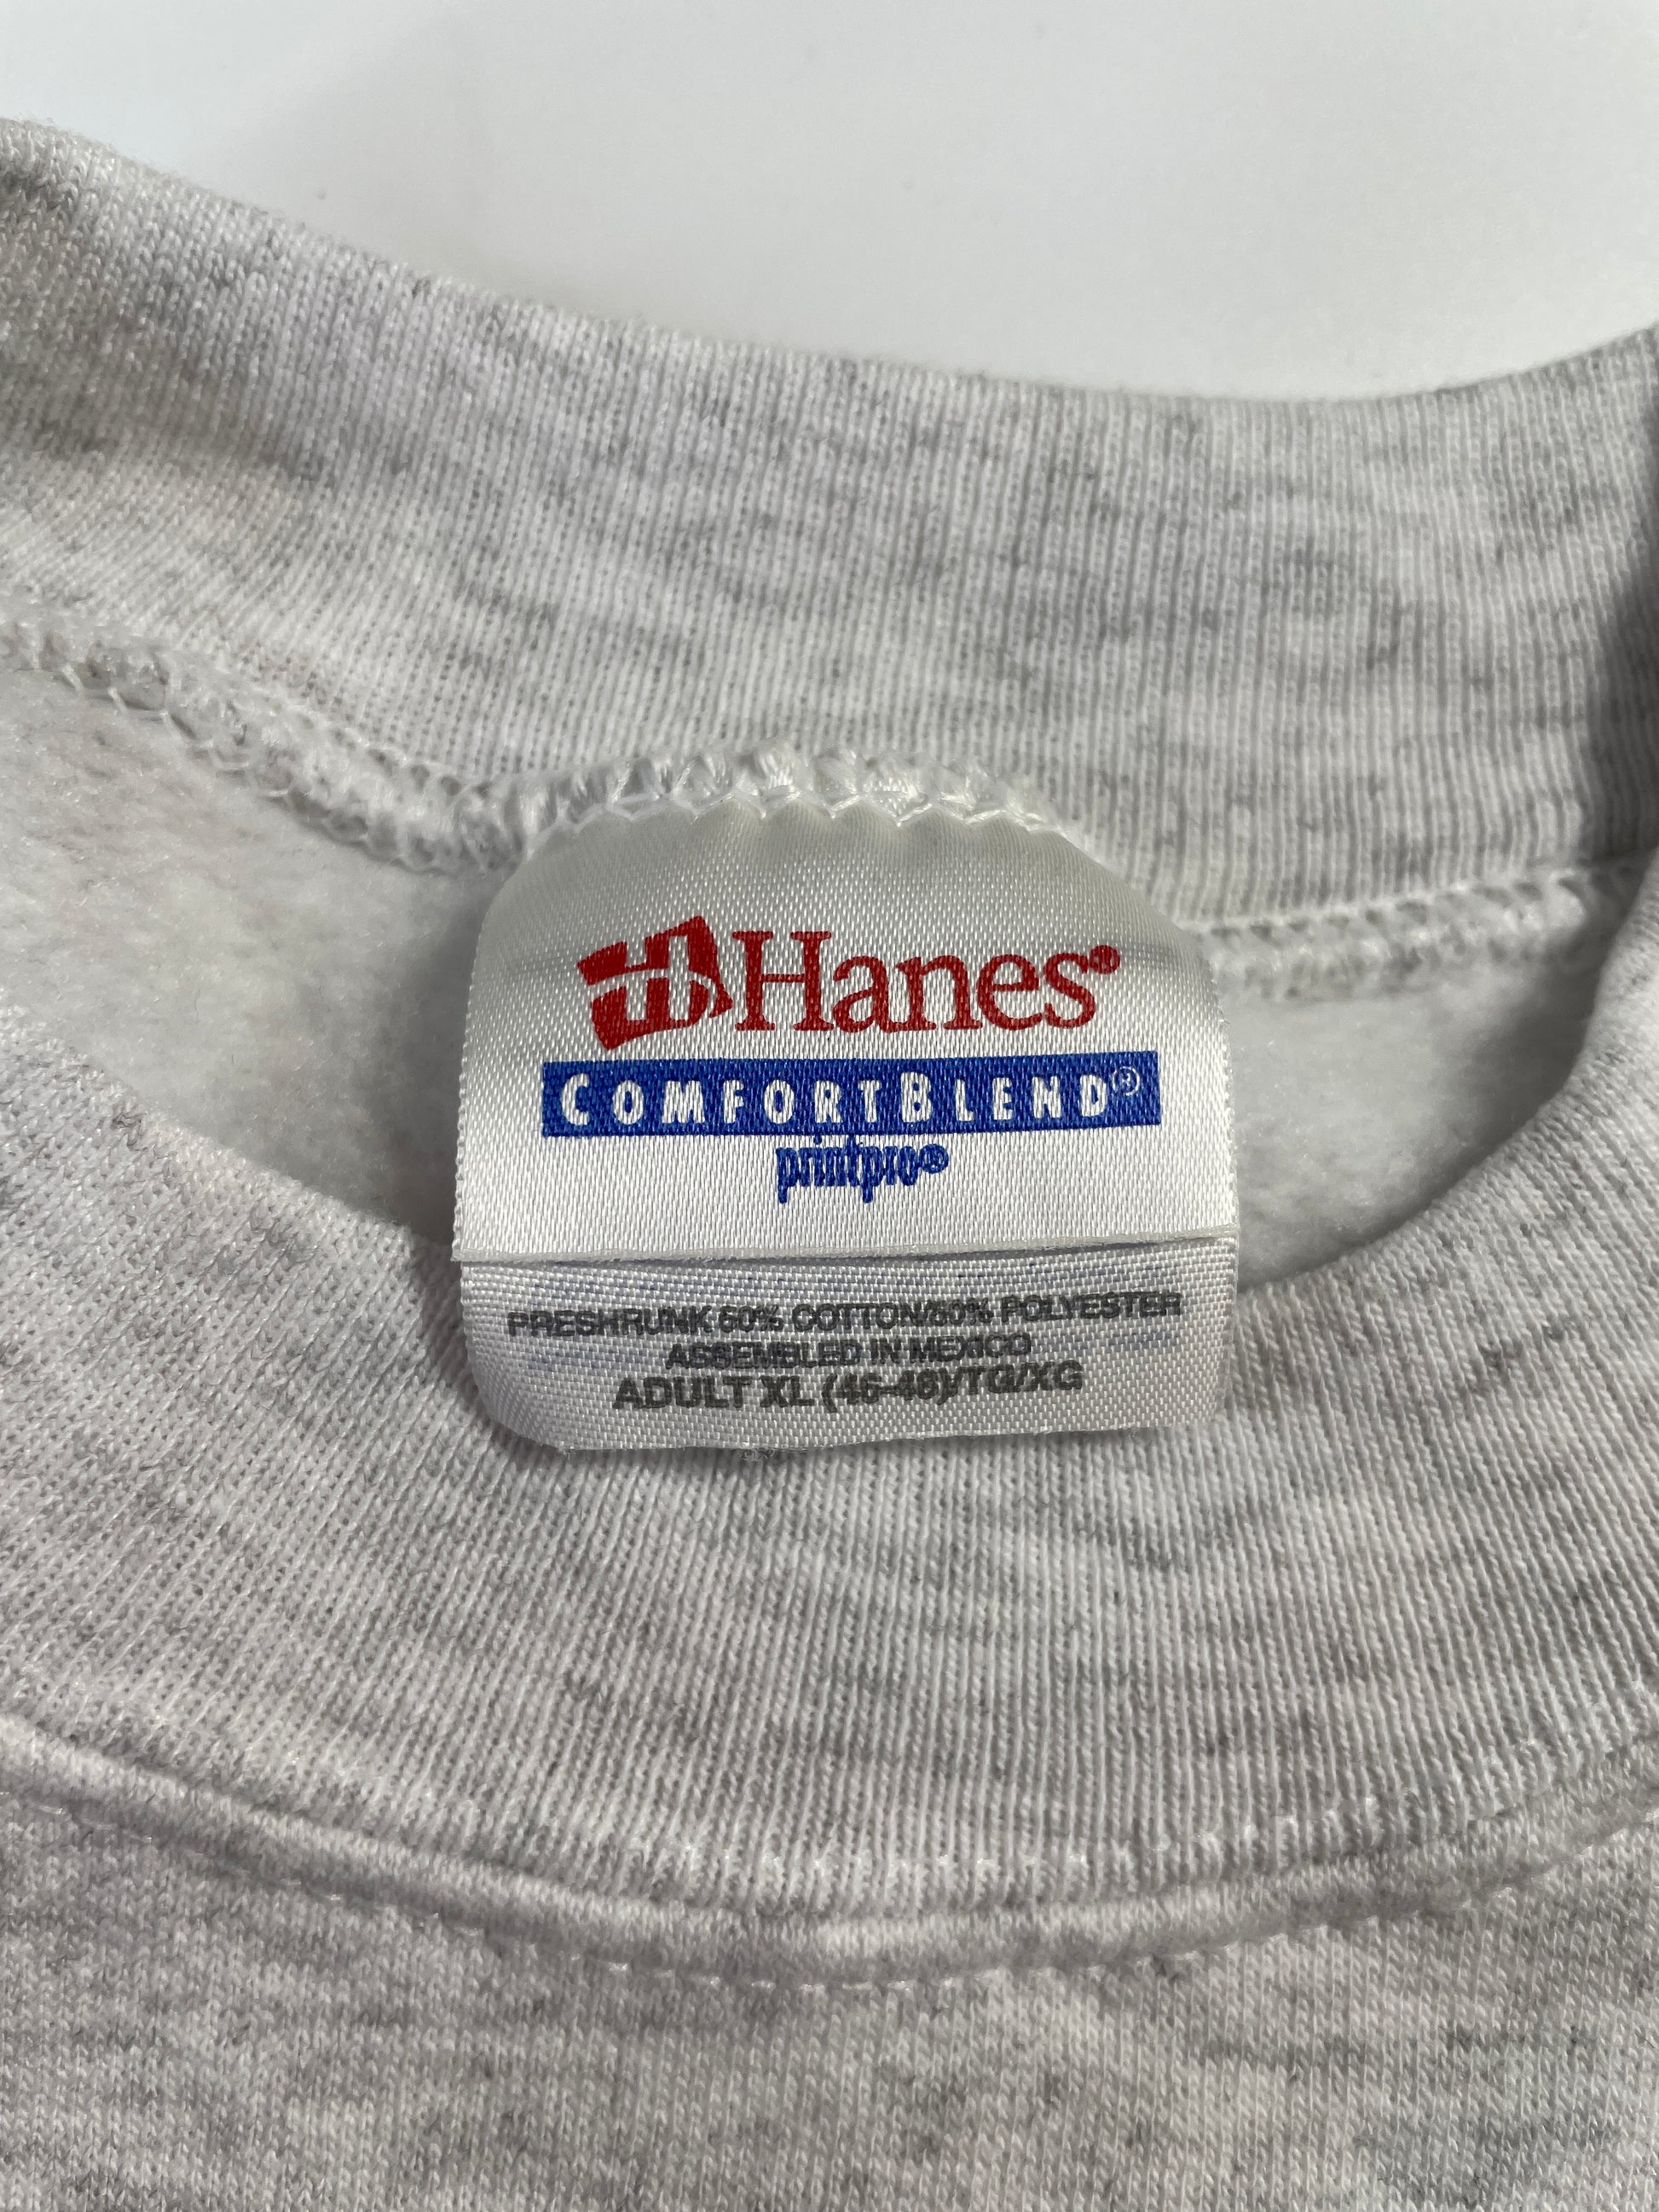 H Hanes®
COMFORTBLEND®
printpro®
PRESHRUNK 50% COTTON/50% POLYESTER
ASSEMBLED IN MEXICO
ADULT XL (46-48)/TG/XG